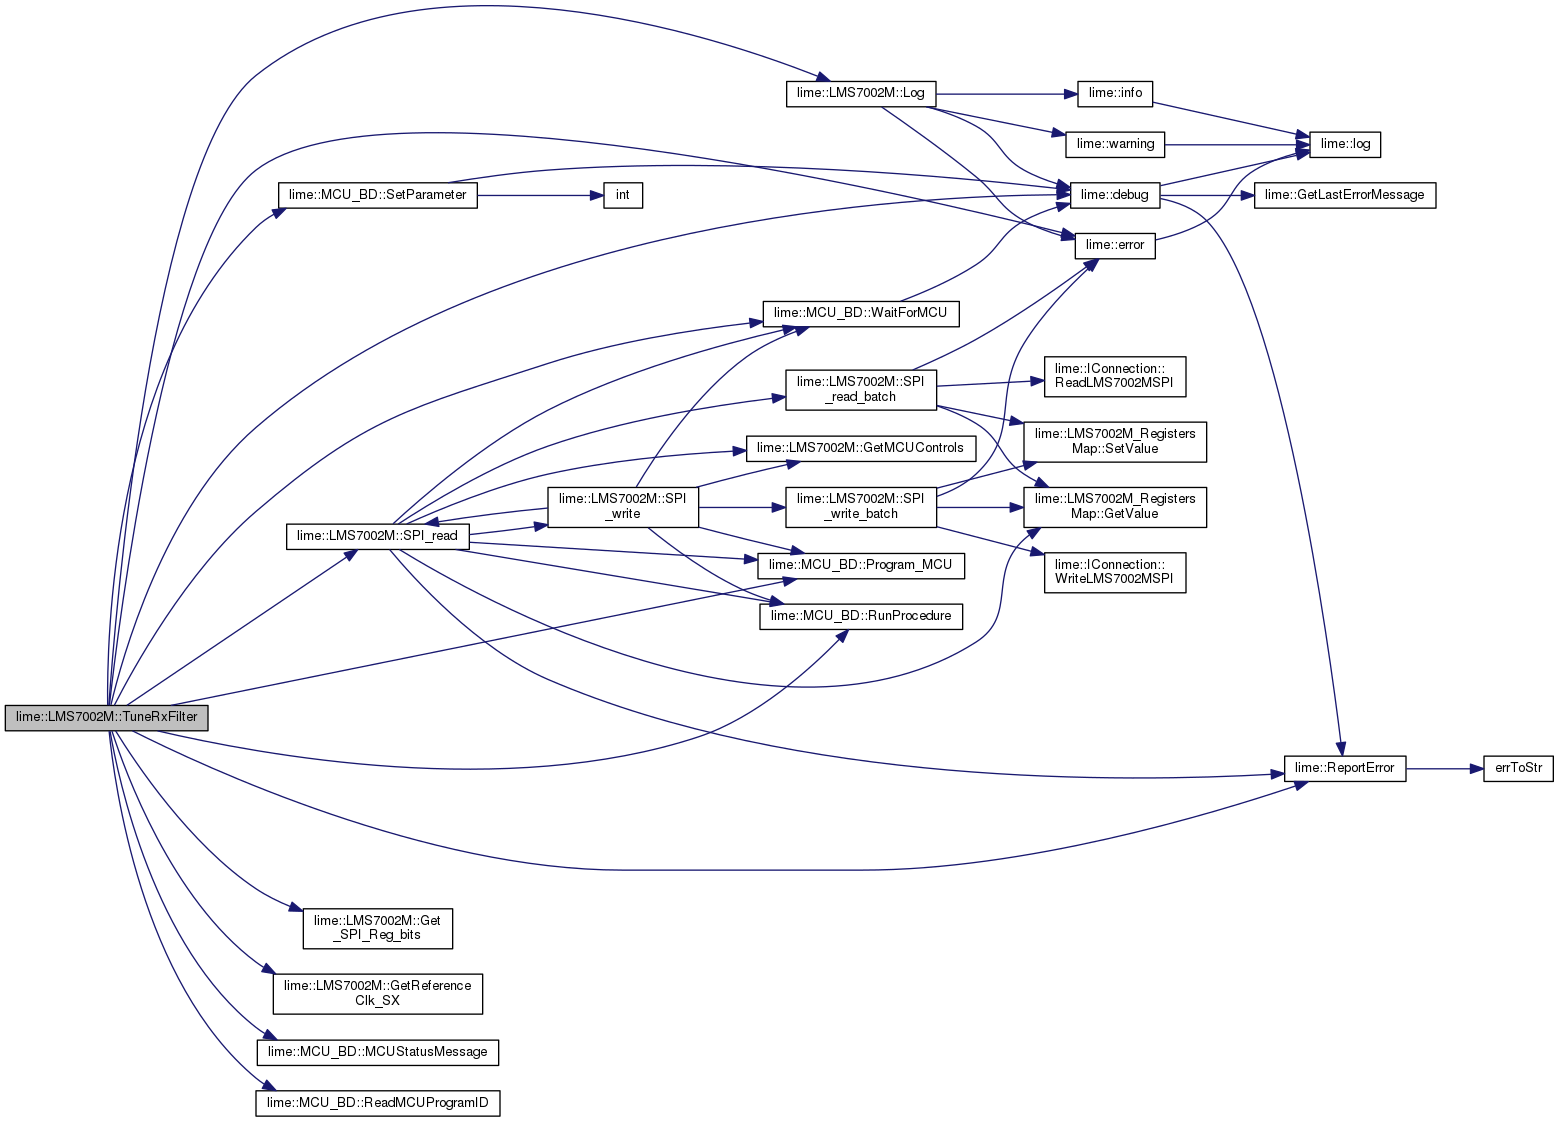 lime::LMS7002M::Log
lime::info
lime::warning
lime::log
lime::MCU_BD::SetParameter
int
lime::debug
lime::GetLastErrorMessage
lime::error
lime::MCU_BD::WaitForMCU
lime::LMS7002M::SPI
_read_batch
lime::IConnection::
ReadLMS7002MSPI
lime::LMS7002M::GetMCUControls
lime::LMS7002M_Registers
Map::SetValue
lime::LMS7002M::SPI
_write
lime::LMS7002M::SPI
_write_batch
lime::LMS7002M_Registers
Map::GetValue
lime::LMS7002M::SPI_read
lime::MCU_BD::Program_MCU
lime::IConnection::
WriteLMS7002MSPI
lime::MCU_BD::RunProcedure
lime::LMS7002M::TuneRxFilter
lime::ReportError
errToStr
lime::LMS7002M::Get
_SPI_Reg_bits
lime::LMS7002M::GetReference
Clk_SX
lime::MCU_BD::MCUStatusMessage
lime::MCU_BD::ReadMCUProgramID